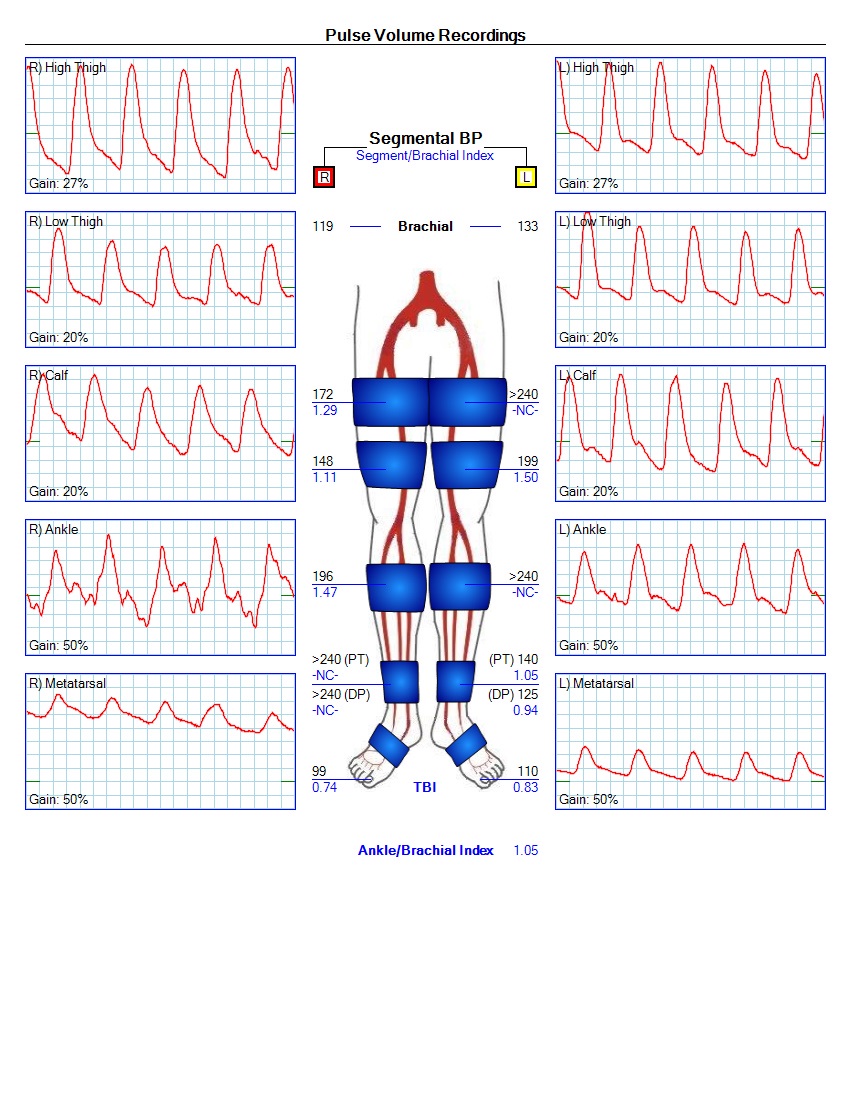 Pulse Volume Recordings
R) High Thigh
Gain: 27%
R) Low Thigh
Gain: 20%
R) Calf
Gain: 20%
R) Ankle
Gain: 50%
R) Metatarsal
Gain: 50%
Segmental BP
Segment/Brachial Index
R
L
119
Brachial
133
172
1.29
>240
-NC-
148
1.11
199
1.50
196
1.47
>240
-NC-
>240 (PT)
-NC-
>240 (DP)
-NC-
(PT) 140
1.05
(DP) 125
0.94
99
0.74
TBI
110
0.83
Ankle/Brachial Index 1.05
L) High Thigh
Gain: 27%
L) Low Thigh
Gain: 20%
L) Calf
Gain: 20%
L) Ankle
Gain: 50%
L) Metatarsal
Gain: 50%